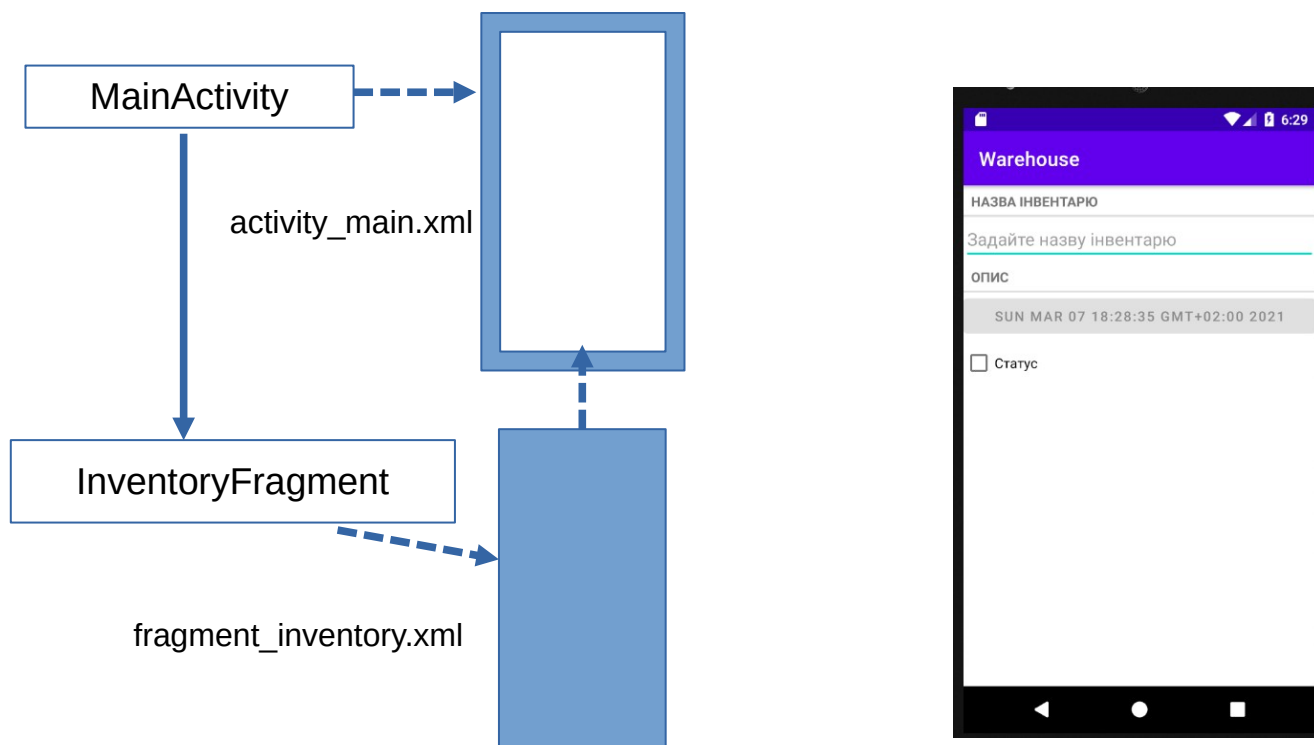 MainActivity
activity_main.xml
InventoryFragment
fragment_inventory.xml
6:29
Warehouse
НАЗВА ІНВЕНТАРЮ
Задайте назву інвентарю
ОПИС
SUN MAR 07 18:28:35 GMT+02:00 2021
Статус